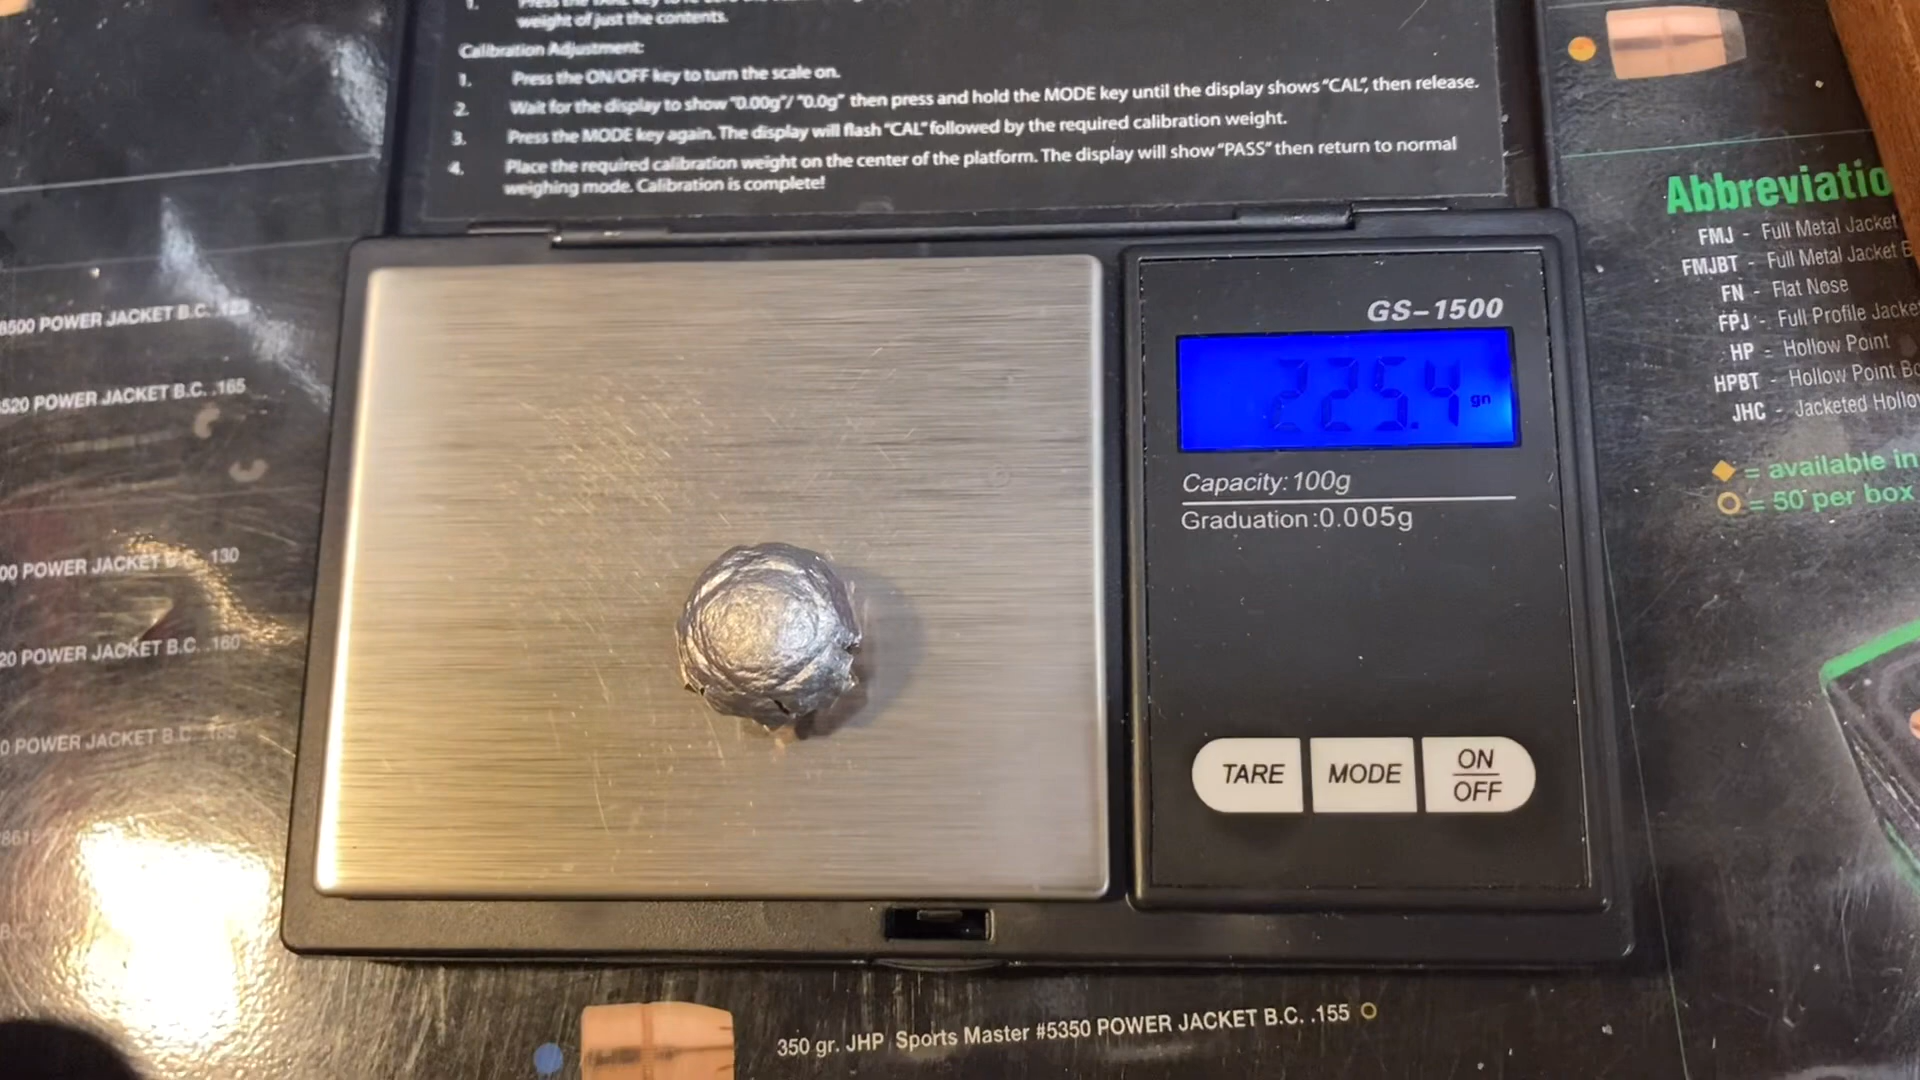 weight of just the contents.
Calibration Adjustment:
1. Press the ON/OFF key to turn the scale on.
2. Wait for the display to show "0.00g"/ "0.0g" then press and hold the MODE key until the display shows "CAL", then release.
3. Press the MODE key again. The display will flash "CAL" followed by the required calibration weight.
4. Place the required calibration weight on the center of the platform. The display will show "PASS" then return to normal
weighing mode. Calibration is complete!
GS-1500
225.4 gn
Capacity: 100g
Graduation: 0.005g
TARE MODE ON
OFF
8500 POWER JACKET B.C.
520 POWER JACKET B.C. .165
00 POWER JACKET B.C. .130
20 POWER JACKET B.C. .160
0 POWER JACKET B.C. .165
B.C.
Abbreviatio
FMJ - Full Metal Jacket
FMJBT - Full Metal Jacket B
FN - Flat Nose
FPJ - Full Profile Jacke
HP - Hollow Point
HPBT - Hollow Point Bo
JHC - Jacketed Hollo
= available in
= 50 per box
350 gr. JHP Sports Master #5350 POWER JACKET B.C. .155